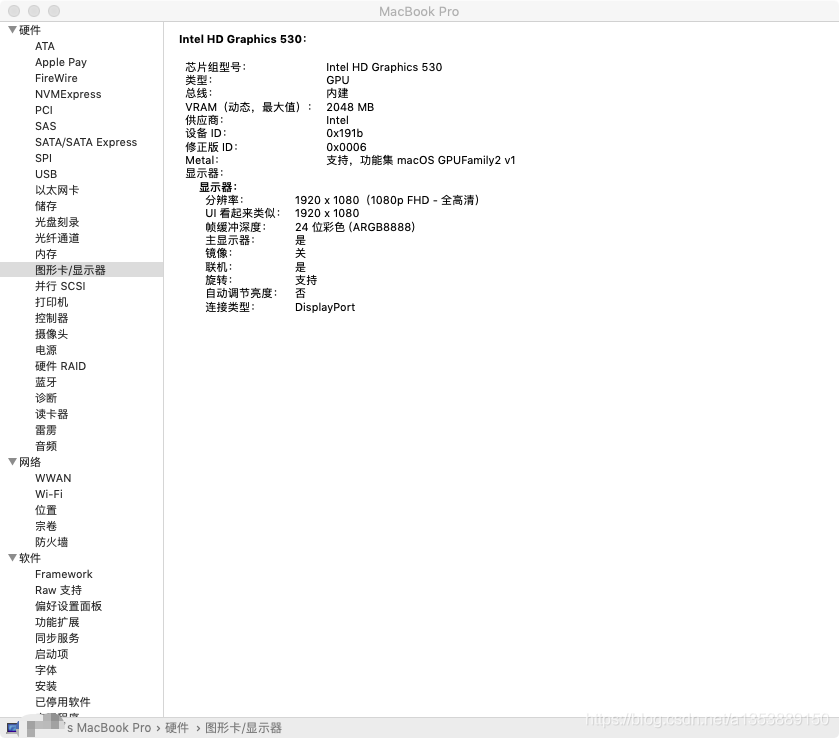 MacBook Pro
硬件
ATA
Apple Pay
FireWire
NVMExpress
PCI
SAS
SATA/SATA Express
SPI
USB
以太网卡
储存
光盘刻录
光纤通道
内存
图形卡/显示器
并行 SCSI
打印机
控制器
摄像头
电源
硬件 RAID
蓝牙
诊断
读卡器
雷雳
音频
网络
WWAN
Wi-Fi
位置
宗卷
防火墙
软件
Framework
Raw 支持
偏好设置面板
功能扩展
同步服务
启动项
字体
安装
已停用软件
Intel HD Graphics 530:
芯片组型号: Intel HD Graphics 530
类型: GPU
总线: 内建
VRAM（动态，最大值）: 2048 MB
供应商: Intel
设备 ID: 0x191b
修正版 ID: 0x0006
Metal: 支持，功能集 macOS GPUFamily2 v1
显示器:
显示器:
分辨率: 1920 x 1080（1080p FHD - 全高清）
UI 看起来类似: 1920 x 1080
帧缓冲深度: 24 位彩色 (ARGB8888)
主显示器: 是
镜像: 关
联机: 是
旋转: 支持
自动调节亮度: 否
连接类型: DisplayPort
's MacBook Pro › 硬件 › 图形卡/显示器
https://blog.csdn.net/a1353889150